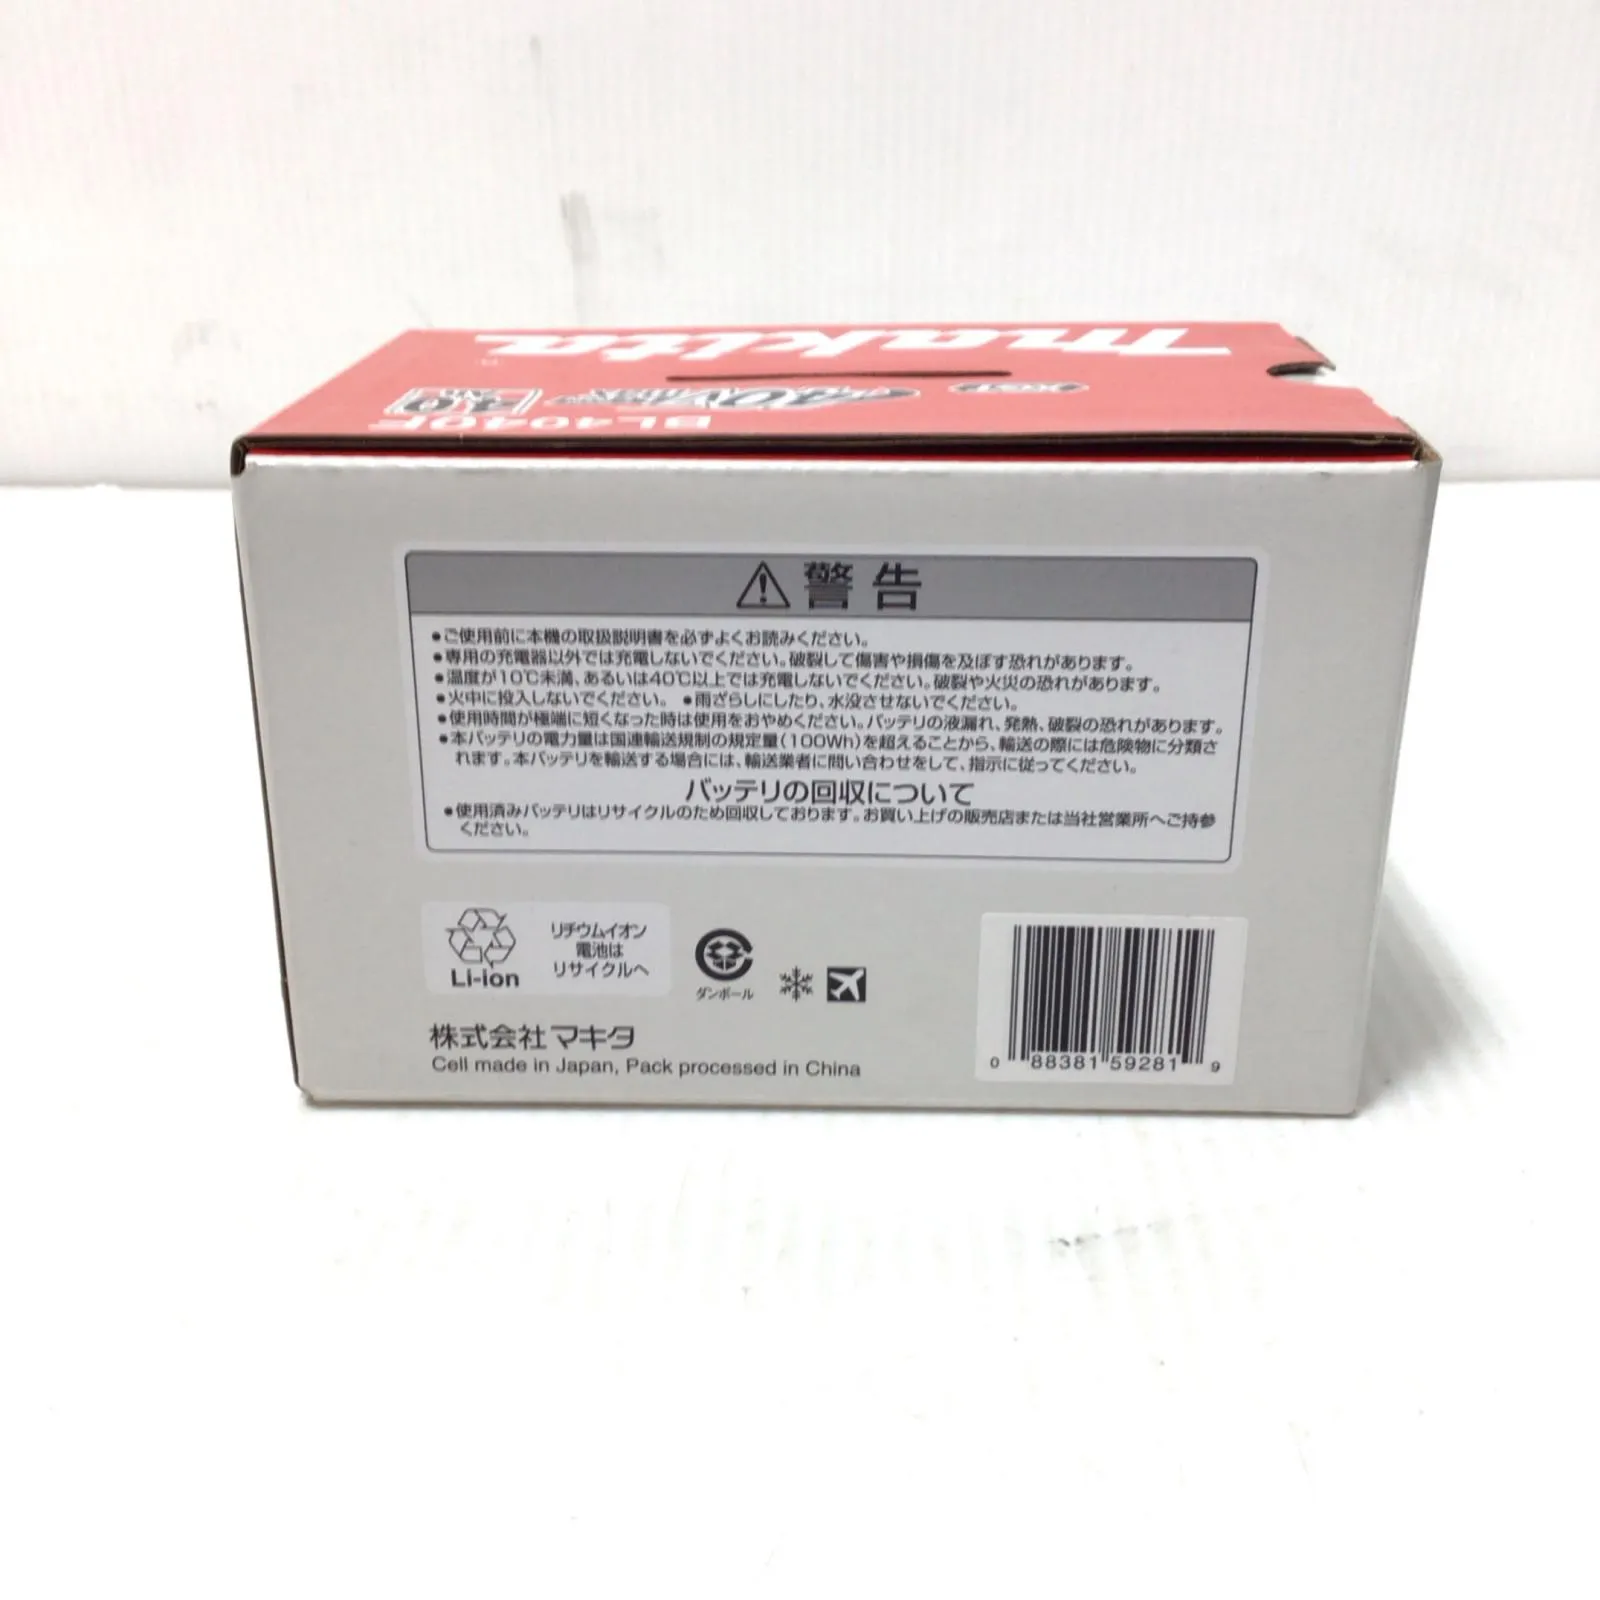 makita
XGT
40Vmax
4.0
BL4040F
警告
●ご使用前に本機の取扱説明書を必ずよくお読みください。
●専用の充電器以外では充電しないでください。破裂して傷害や損傷を及ぼす恐れがあります。
●温度が10℃未満、あるいは40℃以上では充電しないでください。破裂や火災の恐れがあります。
●火中に投入しないでください。 ●雨ざらしにしたり、水没させないでください。
●使用時間が極端に短くなった時は使用をおやめください。バッテリの液漏れ、発熱、破裂の恐れがあります。
●本バッテリの電力量は国連輸送規制の規定量(100Wh)を超えることから、輸送の際には危険物に分類さ
れます。本バッテリを輸送する場合には、輸送業者に問い合わせをして、指示に従ってください。
バッテリの回収について
●使用済みバッテリはリサイクルのため回収しております。お買い上げの販売店または当社営業所へご持参
ください。
Li-ion
リチウムイオン
電池は
リサイクルへ
ダンボール
株式会社マキタ
Cell made in Japan, Pack processed in China
0 88381 59281 9